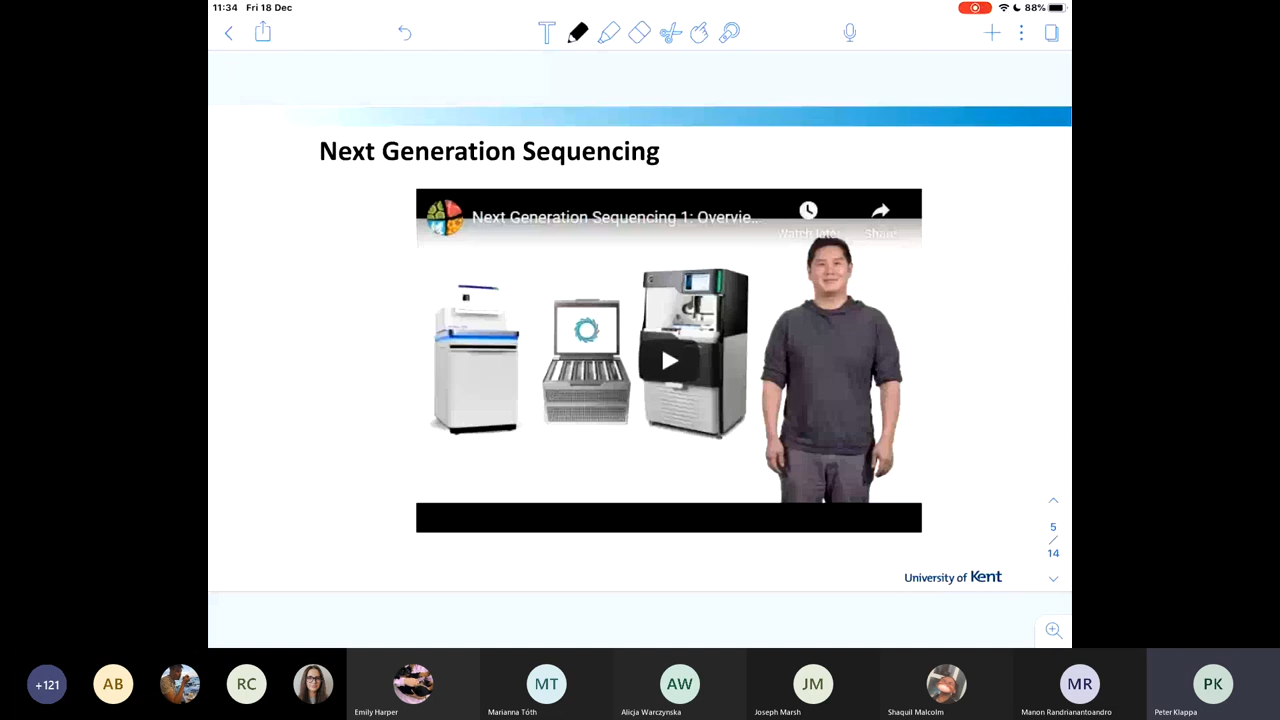 11:34 Fri 18 Dec
88%
T
Next Generation Sequencing
Next Generation Sequencing 1: Overvie...
Watch later
Share
5
14
University of Kent
+121
AB
RC
MT
AW
JM
MR
PK
Emily Harper
Marianna Tóth
Alicja Warczynska
Joseph Marsh
Shaquil Malcolm
Manon Randrianantoandro
Peter Klappa